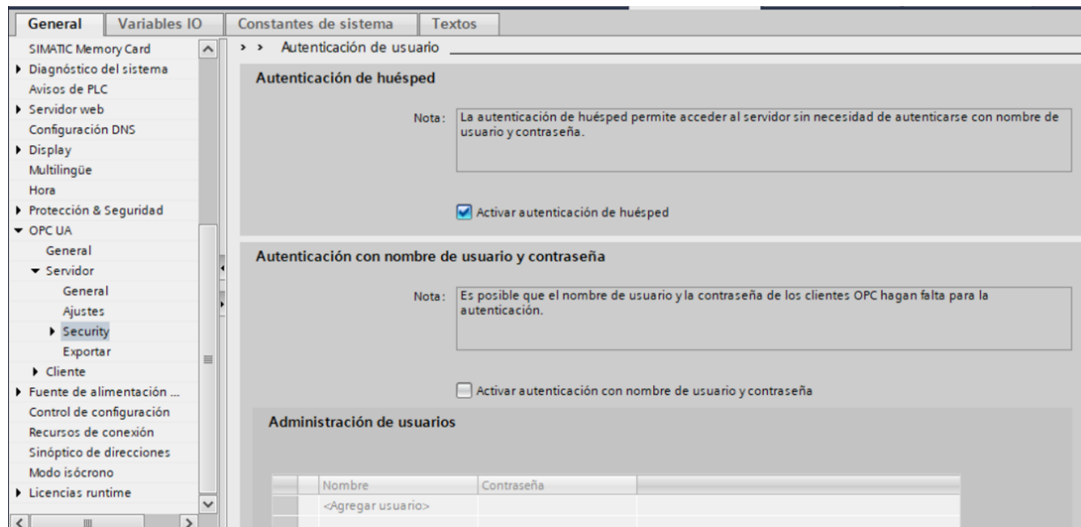 General
Variables IO
Constantes de sistema
Textos
SIMATIC Memory Card
Diagnóstico del sistema
Avisos de PLC
Servidor web
Configuración DNS
Display
Multilingüe
Hora
Protección & Seguridad
OPC UA
General
Servidor
General
Ajustes
Security
Exportar
Cliente
Fuente de alimentación ...
Control de configuración
Recursos de conexión
Sinóptico de direcciones
Modo isócrono
Licencias runtime
> > Autenticación de usuario
Autenticación de huésped
Nota: La autenticación de huésped permite acceder al servidor sin necesidad de autenticarse con nombre de
usuario y contraseña.
Activar autenticación de huésped
Autenticación con nombre de usuario y contraseña
Nota: Es posible que el nombre de usuario y la contraseña de los clientes OPC hagan falta para la
autenticación.
Activar autenticación con nombre de usuario y contraseña
Administración de usuarios
Nombre
Contraseña
<Agregar usuario>